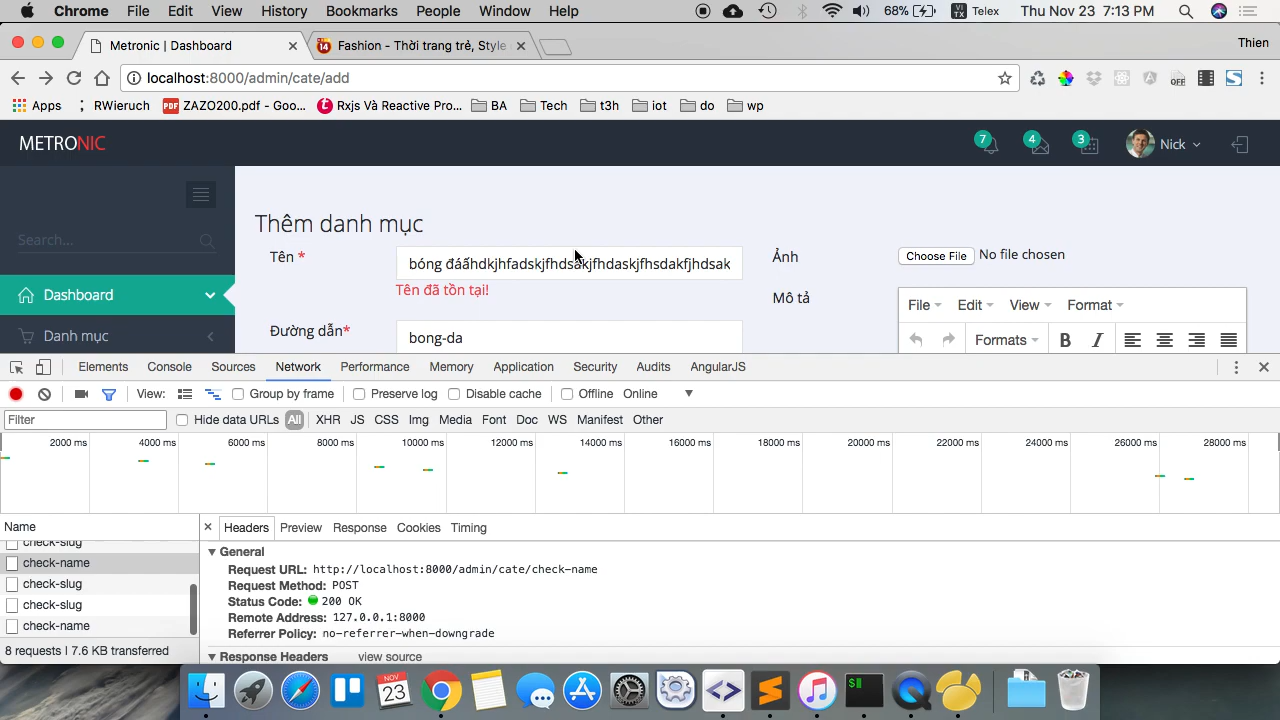 Chrome File Edit View History Bookmarks People Window Help 68% VI TX Telex Thu Nov 23 7:13 PM
Metronic | Dashboard Fashion - Thời trang trẻ, Style Thien
localhost:8000/admin/cate/add
Apps RWieruch PDF ZAZO200.pdf - Goo... Rxjs Và Reactive Pro... BA Tech t3h iot do wp
METRONIC 7 4 3 Nick
Thêm danh mục
Search...
Tên * bóng đáấhdkjhfadskjfhdsakjfhdaskjfhsdakfjhdsak Ảnh Choose File No file chosen
Tên đã tồn tại!
Dashboard
Mô tả File Edit View Format
Danh mục
Đường dẫn* bong-da Formats B I
Elements Console Sources Network Performance Memory Application Security Audits AngularJS
View: Group by frame Preserve log Disable cache Offline Online
Filter Hide data URLs All XHR JS CSS Img Media Font Doc WS Manifest Other
2000 ms 4000 ms 6000 ms 8000 ms 10000 ms 12000 ms 14000 ms 16000 ms 18000 ms 20000 ms 22000 ms 24000 ms 26000 ms 28000 ms
Name Headers Preview Response Cookies Timing
check-slug
check-name
check-slug
check-slug
check-name
8 requests | 7.6 KB transferred
General
Request URL: http://localhost:8000/admin/cate/check-name
Request Method: POST
Status Code: 200 OK
Remote Address: 127.0.0.1:8000
Referrer Policy: no-referrer-when-downgrade
Response Headers view source
NOV 23